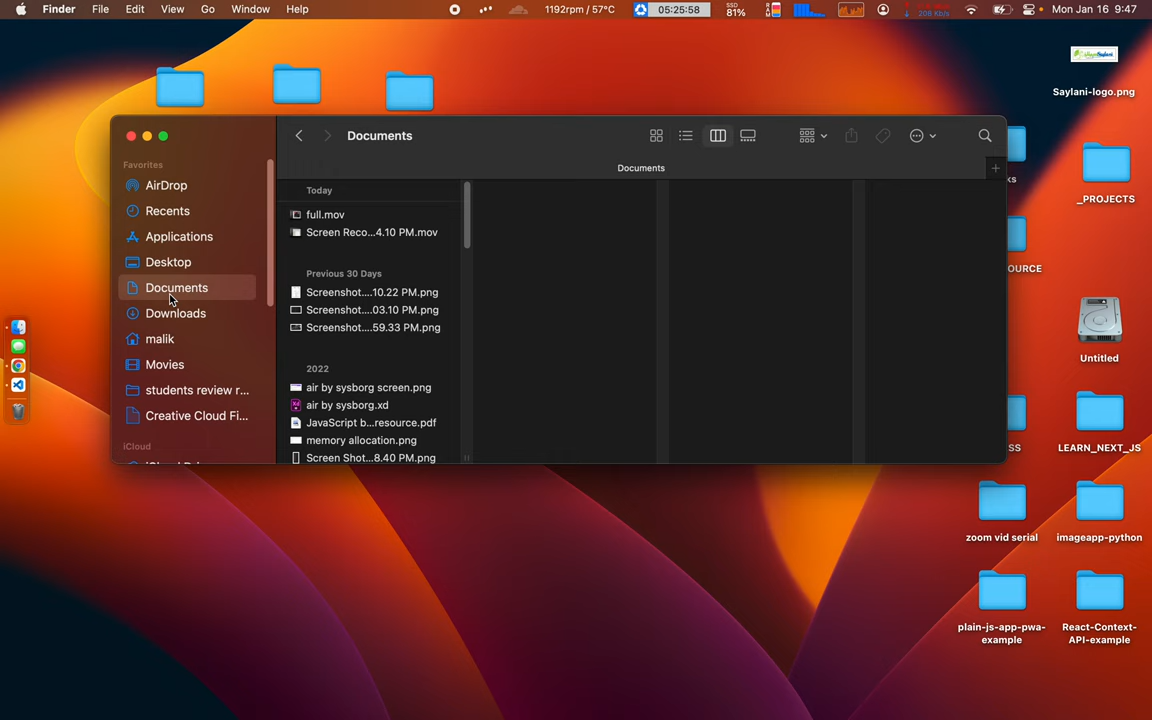 Finder File Edit View Go Window Help 1192rpm / 57°C 05:25:58 SSD 81% Mon Jan 16 9:47
Saylani-logo.png
_PROJECTS
Untitled
LEARN_NEXT_JS
zoom vid serial
imageapp-python
plain-js-app-pwa-
example
React-Context-
API-example
ks
OURCE
SS
Favorites
AirDrop
Recents
Applications
Desktop
Documents
Downloads
malik
Movies
students review r...
Creative Cloud Fi...
iCloud
Documents
Documents
Today
full.mov
Screen Reco...4.10 PM.mov
Previous 30 Days
Screenshot....10.22 PM.png
Screenshot....03.10 PM.png
Screenshot....59.33 PM.png
2022
air by sysborg screen.png
air by sysborg.xd
JavaScript b...resource.pdf
memory allocation.png
Screen Shot...8.40 PM.png